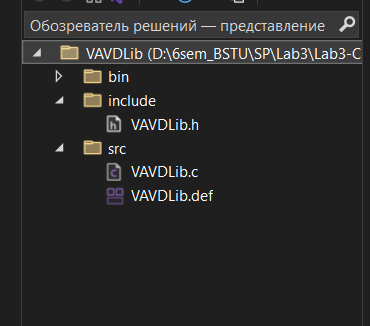 Обозреватель решений — представление
VAVDLib (D:\6sem_BSTU\SP\Lab3\Lab3-C
bin
include
VAVDLib.h
src
VAVDLib.c
VAVDLib.def